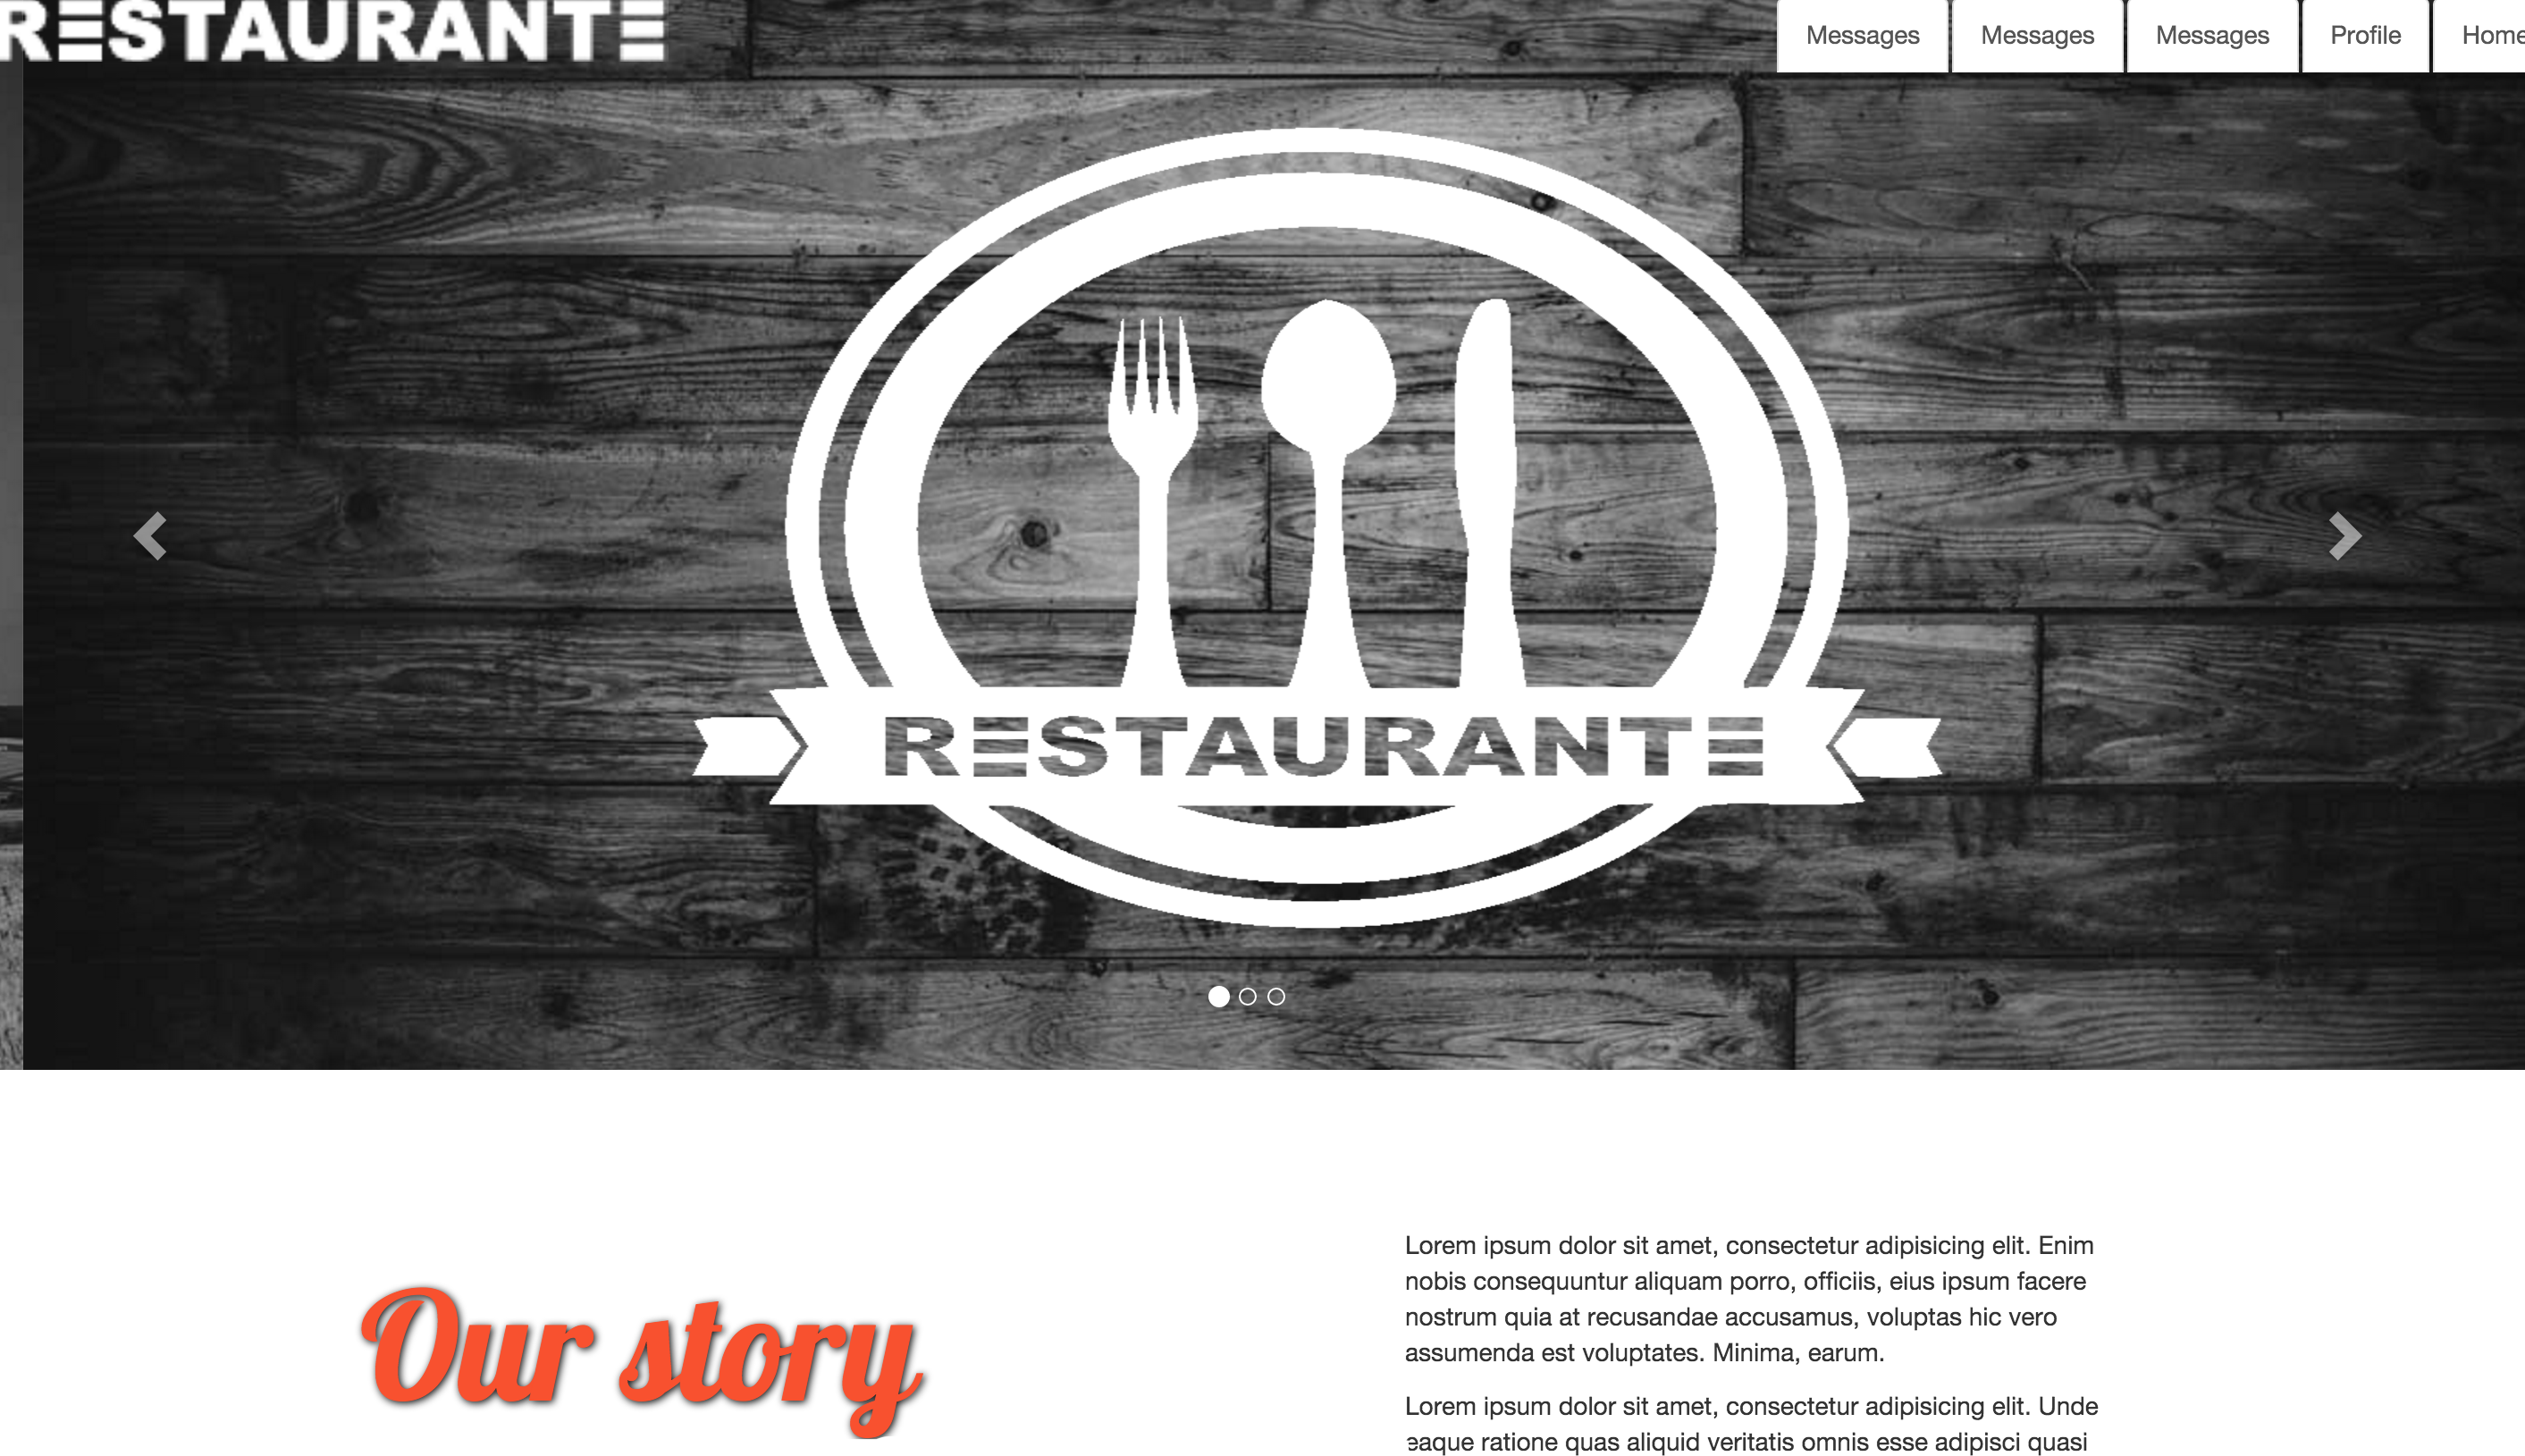 RESTAURANTE
Messages Messages Messages Profile Home
RESTAURANTE
Our story
Lorem ipsum dolor sit amet, consectetur adipisicing elit. Enim
nobis consequuntur aliquam porro, officiis, eius ipsum facere
nostrum quia at recusandae accusamus, voluptas hic vero
assumenda est voluptates. Minima, earum.
Lorem ipsum dolor sit amet, consectetur adipisicing elit. Unde
eaque ratione quas aliquid veritatis omnis esse adipisci quasi